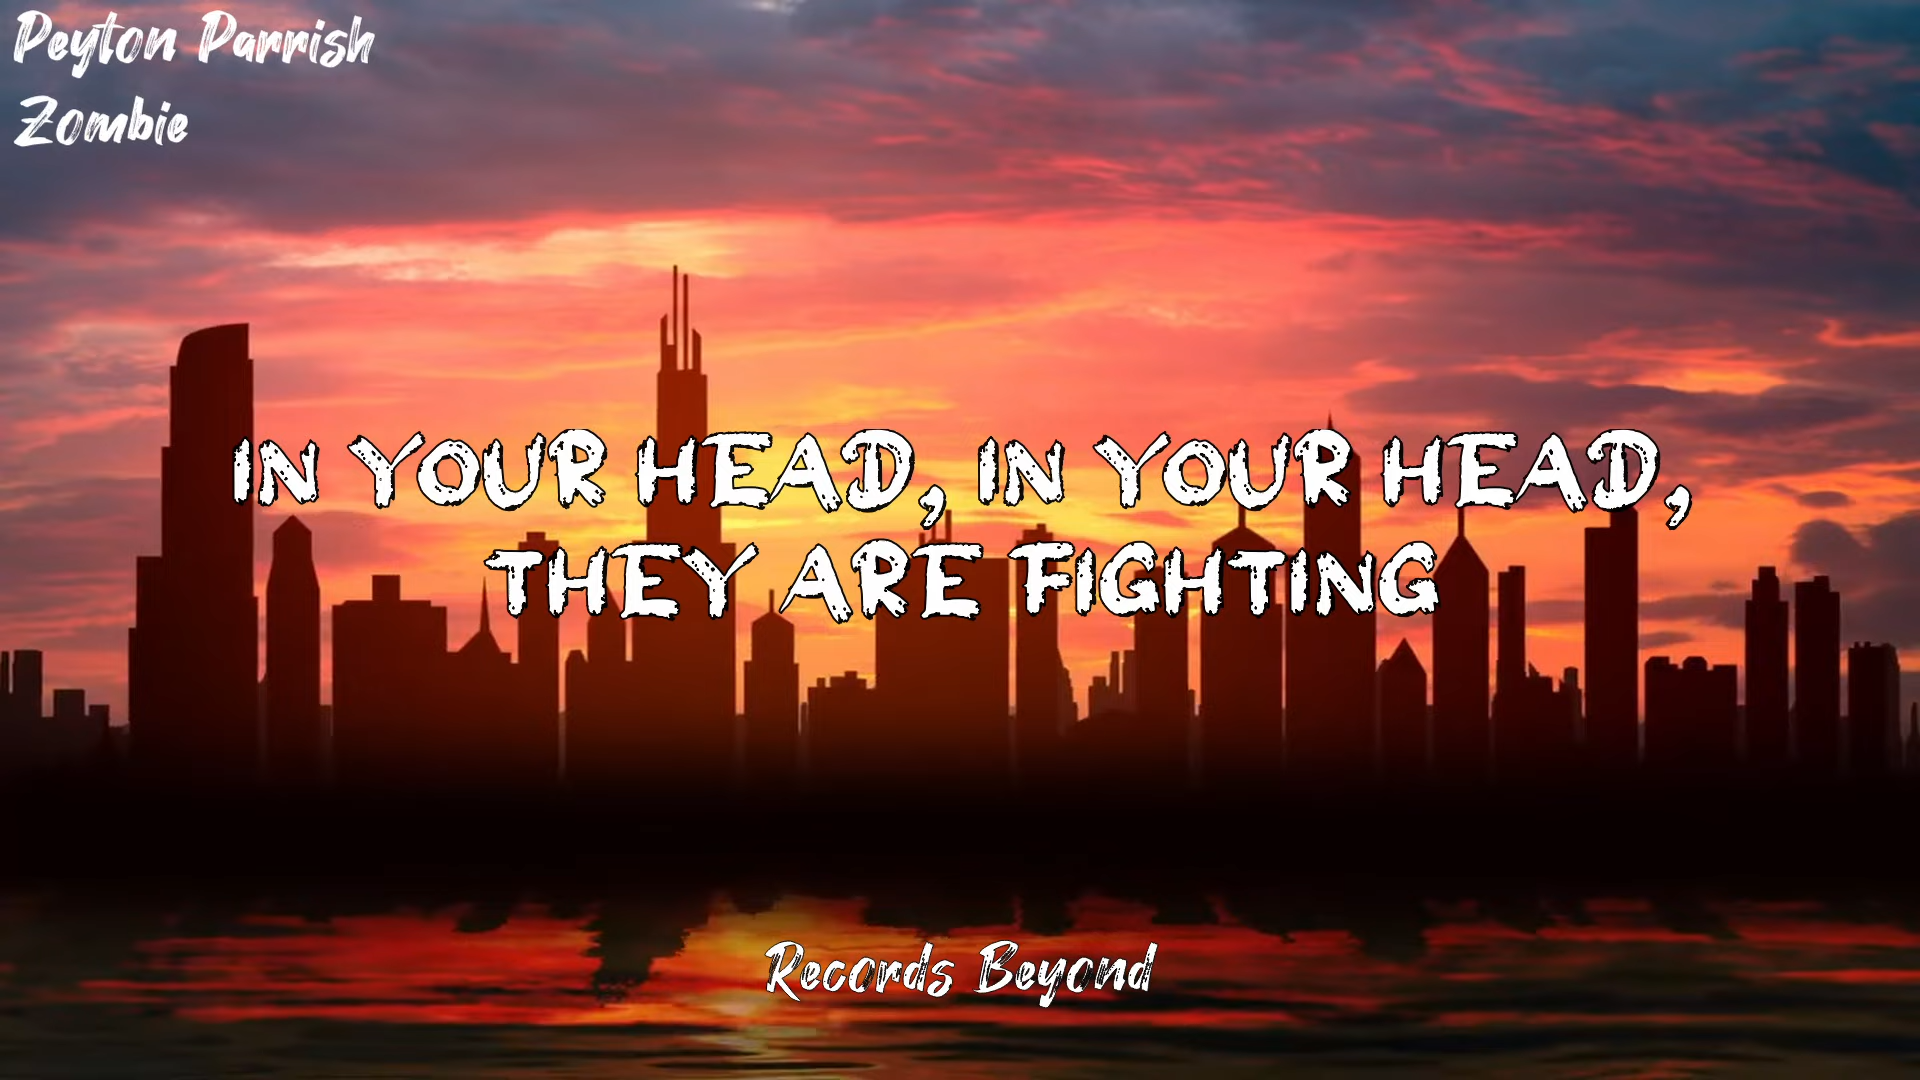 Peyton Parrish
Zombie
IN YOUR HEAD, IN YOUR HEAD,
THEY ARE FIGHTING
Records Beyond